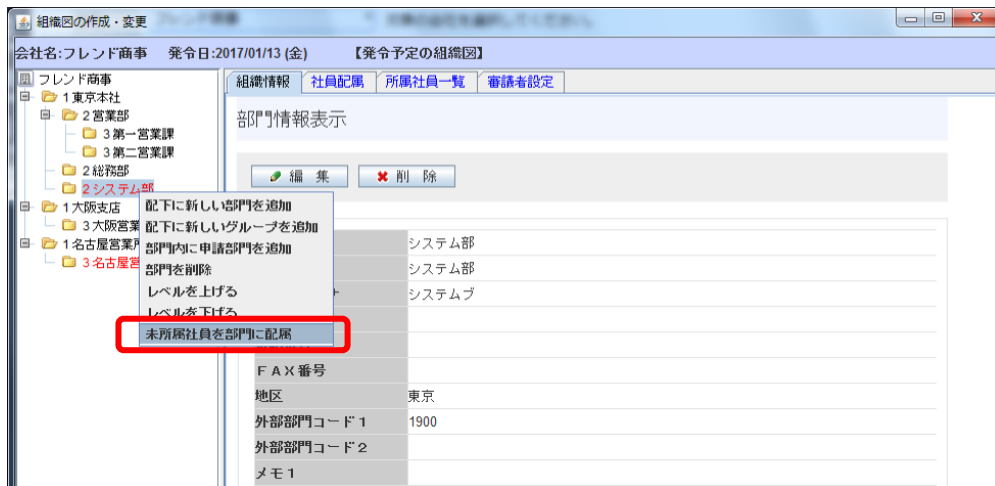 組織図の作成・変更
会社名:フレンド商事 発令日:2017/01/13 (金) 【発令予定の組織図】
フレンド商事
1東京本社
2営業部
3第一営業課
3第二営業課
2総務部
2システム部
1大阪支店
3大阪営業
1名古屋営業所
3名古屋営
配下に新しい部門を追加
配下に新しいグループを追加
部門内に申請部門を追加
部門を削除
レベルを上げる
レベルを下げる
未所属社員を部門に配属
組織情報 社員配属 所属社員一覧 審議者設定
部門情報表示
編 集 削 除
システム部
システム部
システムブ
FAX番号
地区 東京
外部部門コード1 1900
外部部門コード2
メモ1